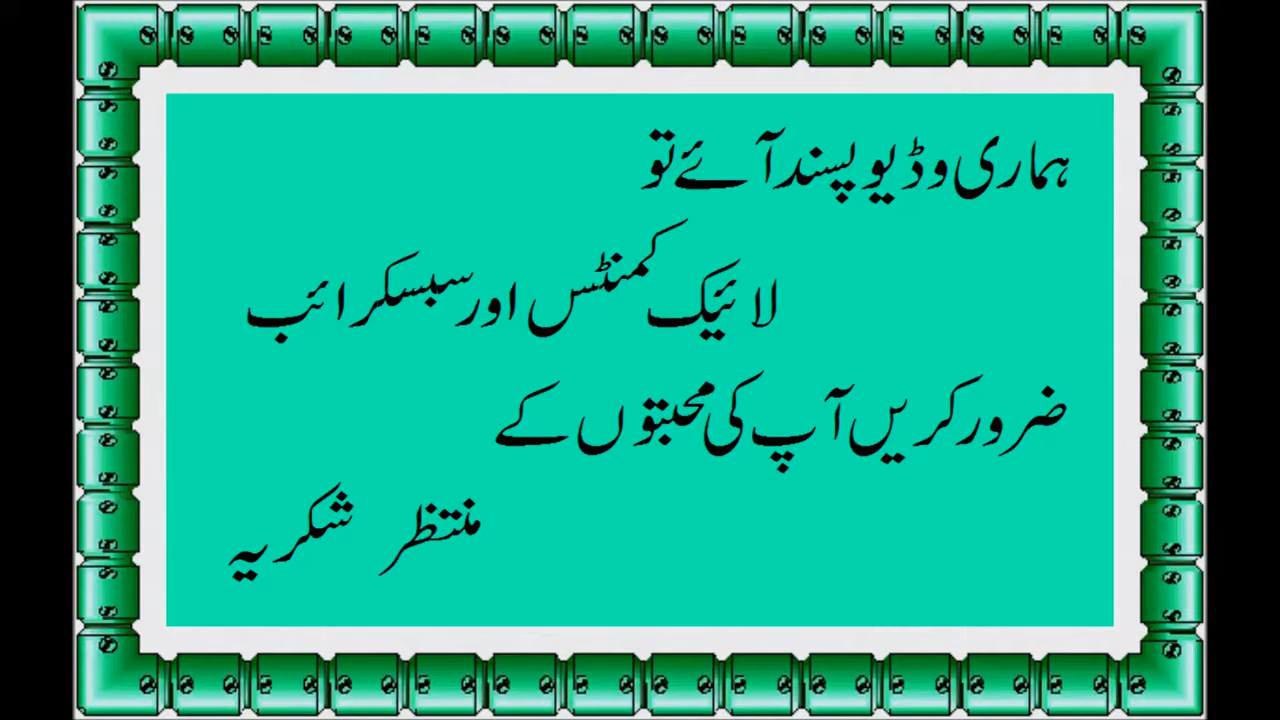 ہماری وڈیو پسند آئے تو
لائیک کمنٹس اور سبسکرائب
ضرور کریں آپ کی محبتوں کے
منتظر شکریہ